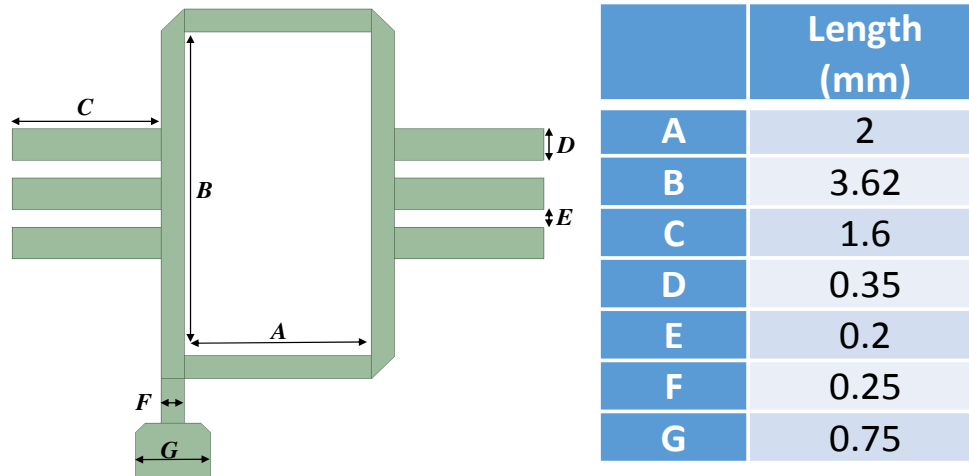 C
D
B
E
A
F
G
Length
(mm)
A 2
B 3.62
C 1.6
D 0.35
E 0.2
F 0.25
G 0.75